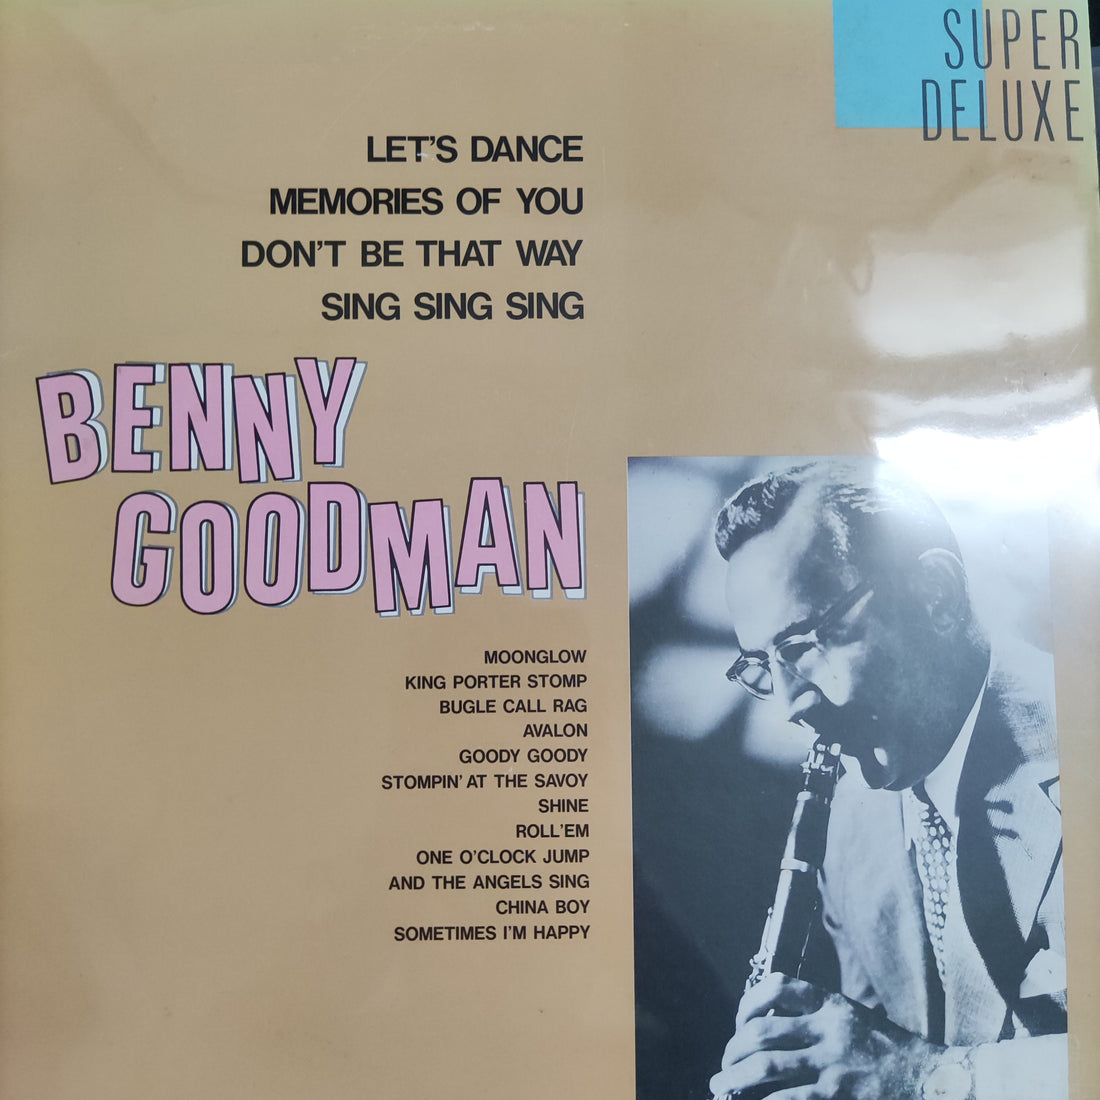 SUPER
DELUXE
LET'S DANCE
MEMORIES OF YOU
DON'T BE THAT WAY
SING SING SING
BENNY
GOODMAN
MOONGLOW
KING PORTER STOMP
BUGLE CALL RAG
AVALON
GOODY GOODY
STOMPIN' AT THE SAVOY
SHINE
ROLL'EM
ONE O'CLOCK JUMP
AND THE ANGELS SING
CHINA BOY
SOMETIMES I'M HAPPY